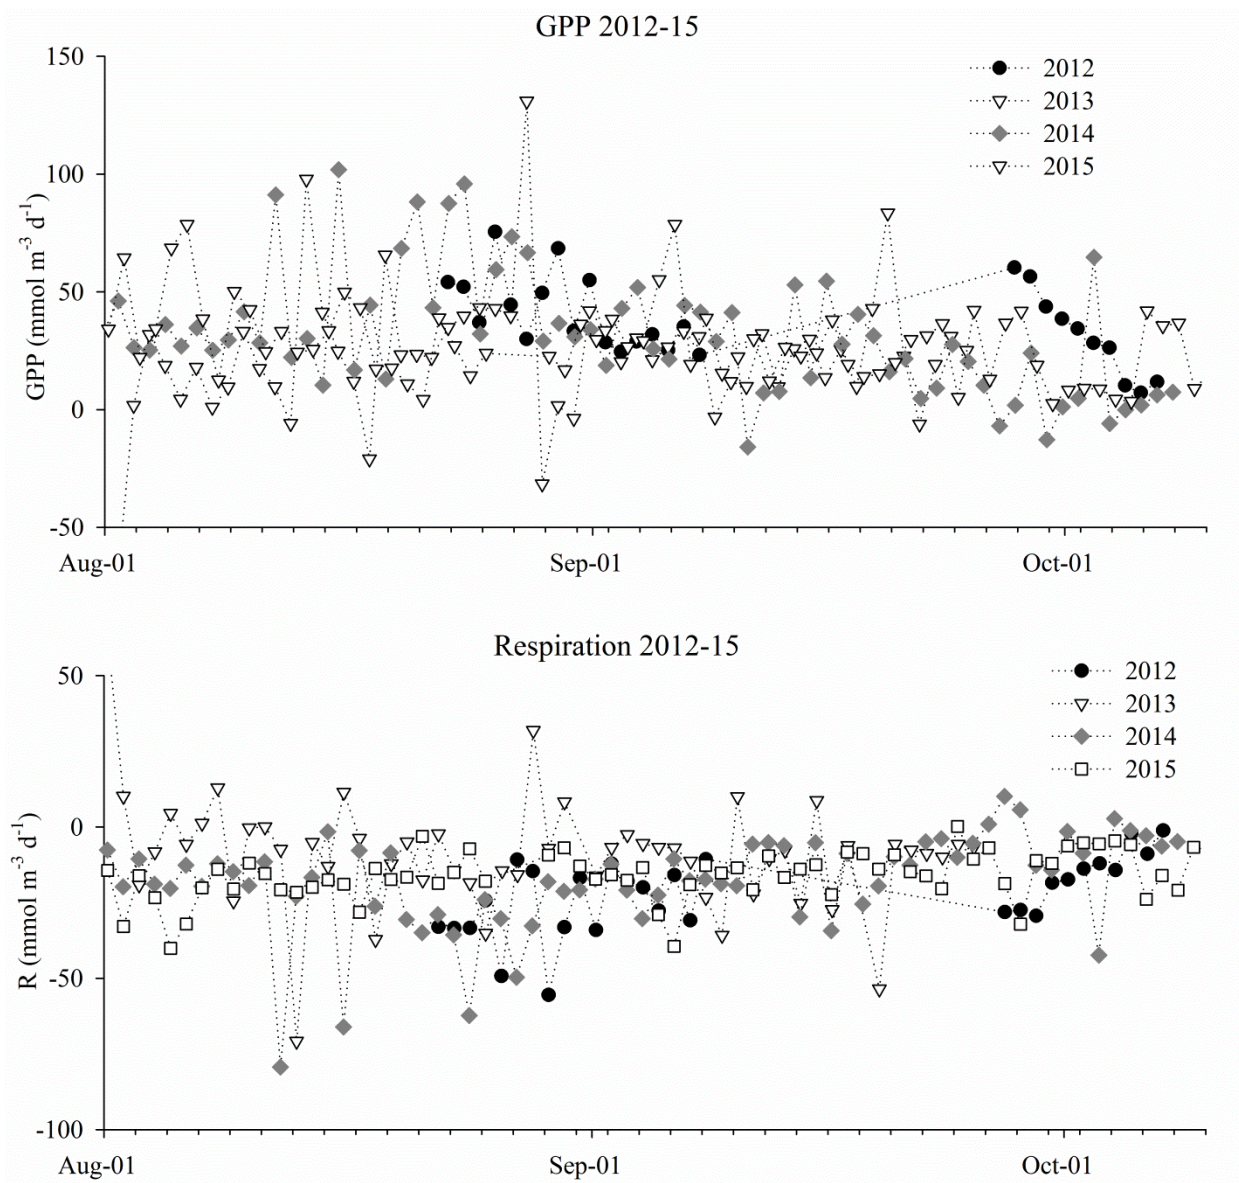 GPP 2012-15
GPP (mmol m⁻³ d⁻¹)
150
100
50
0
-50
2012
2013
2014
2015
Aug-01
Sep-01
Oct-01
Respiration 2012-15
R (mmol m⁻³ d⁻¹)
50
0
-50
-100
2012
2013
2014
2015
Aug-01
Sep-01
Oct-01